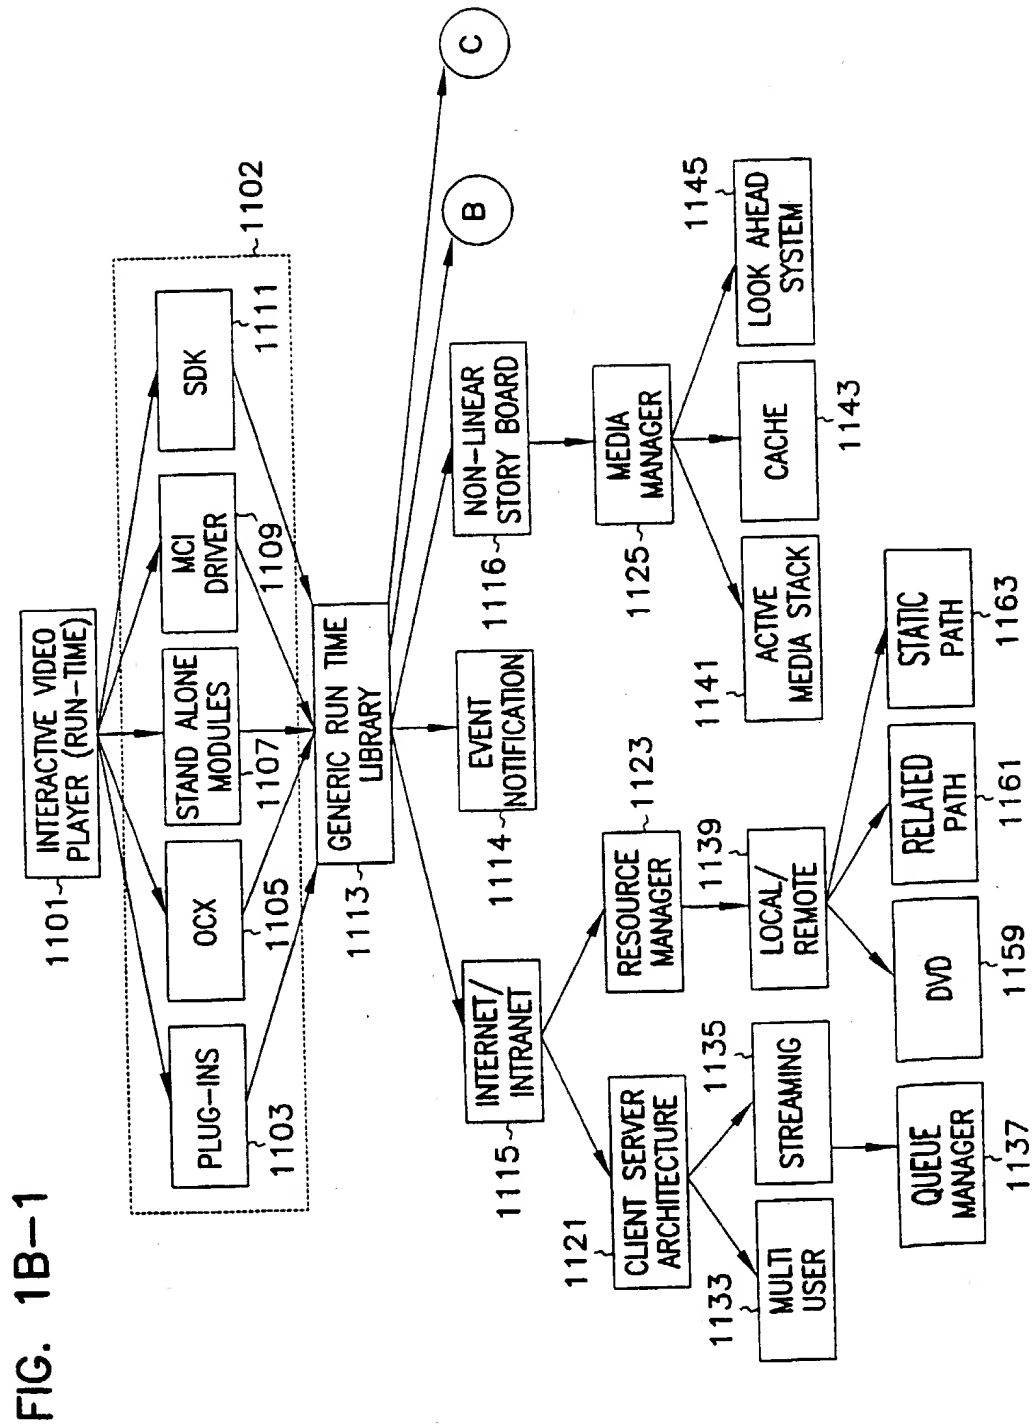 FIG. 1B-1
INTERACTIVE VIDEO
PLAYER (RUN-TIME)
1101
1102
PLUG-INS
1103
OCX
1105
STAND ALONE
MODULES
1107
MCI
DRIVER
1109
SDK
1111
GENERIC RUN TIME
LIBRARY
1113
INTERNET/
INTRANET
1115
EVENT
NOTIFICATION
1114
NON-LINEAR
STORY BOARD
1116
B
C
CLIENT SERVER
ARCHITECTURE
1121
RESOURCE
MANAGER
1123
MEDIA
MANAGER
1125
MULTI
USER
1133
STREAMING
1135
LOCAL/
REMOTE
1139
ACTIVE
MEDIA STACK
1141
CACHE
1143
LOOK AHEAD
SYSTEM
1145
QUEUE
MANAGER
1137
DVD
1159
RELATED
PATH
1161
STATIC
PATH
1163